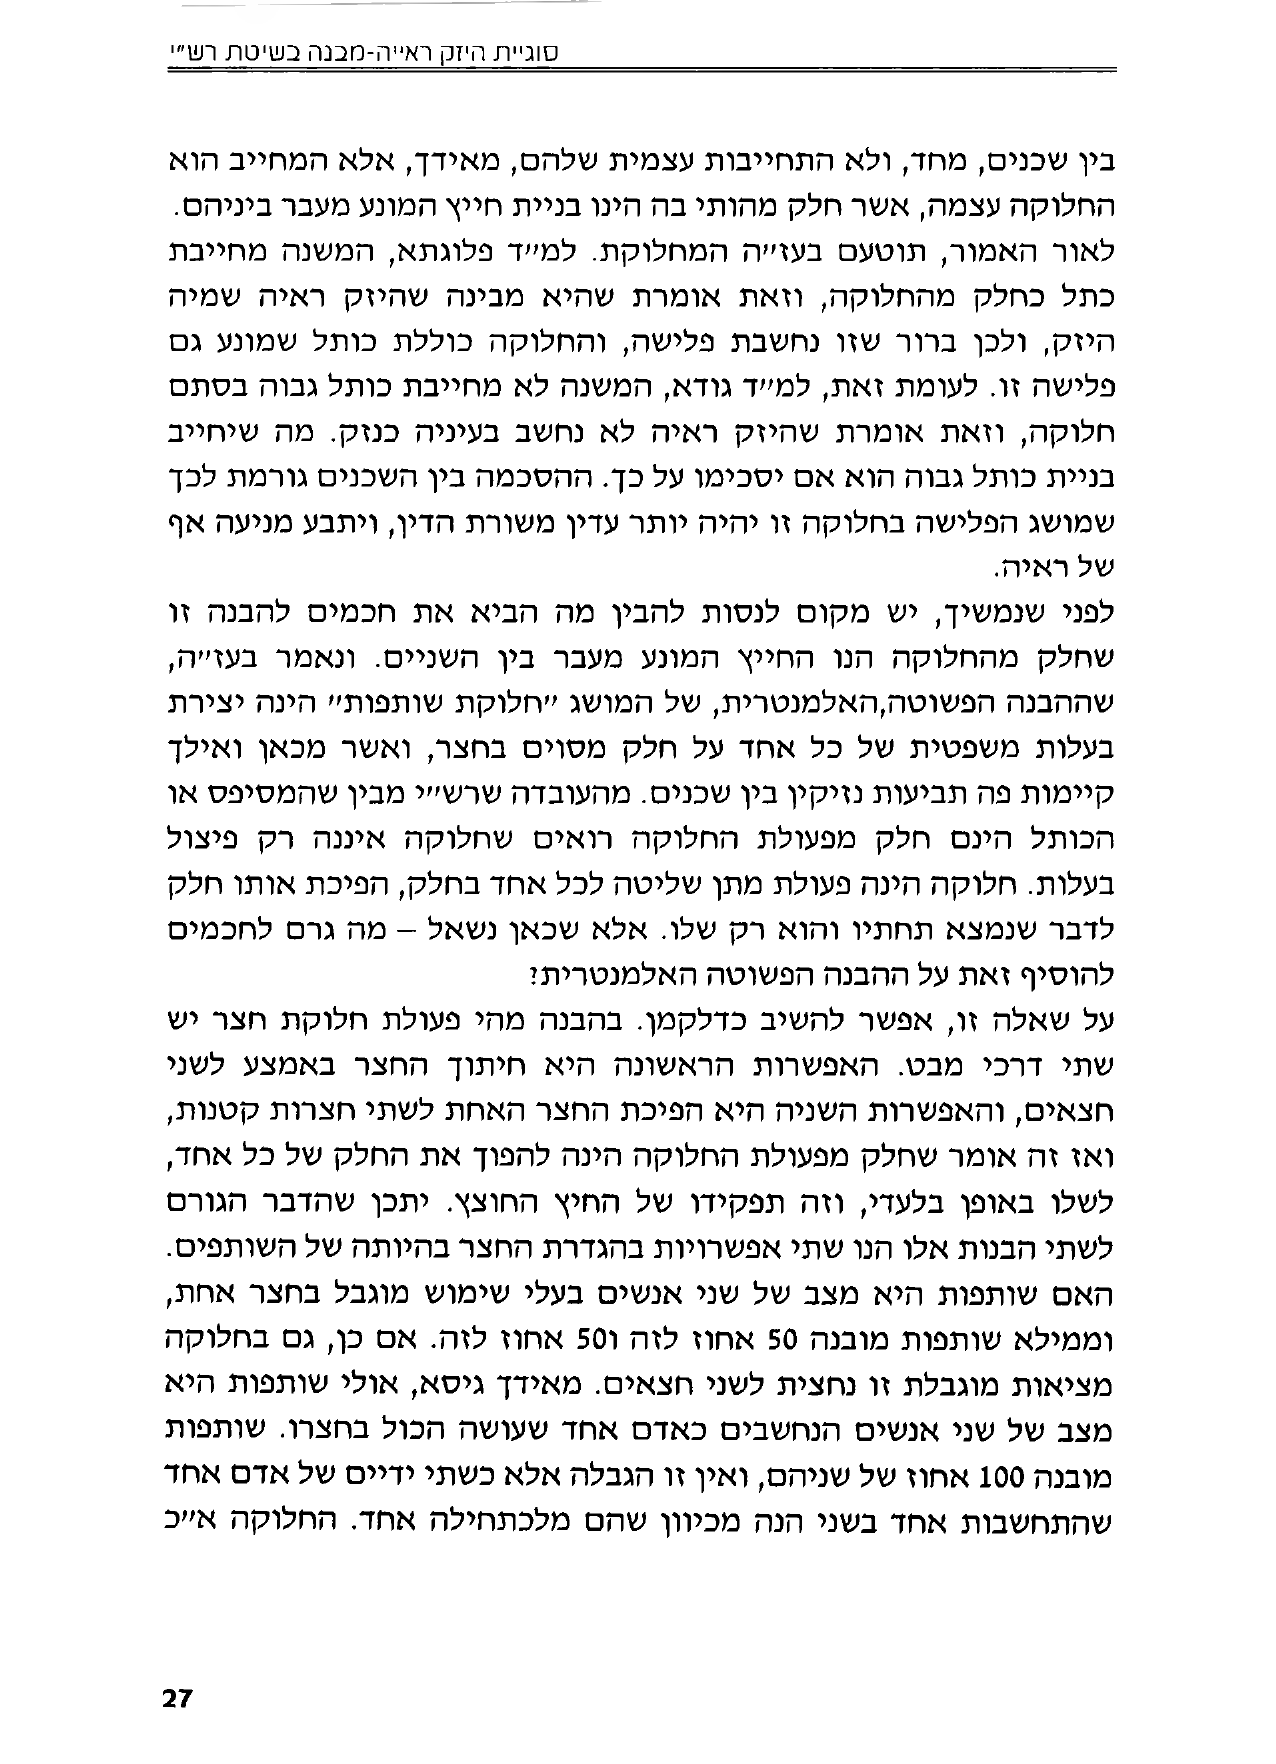 סוגיית היזק ראייה-מבנה בשיטת רש"י
בין שכנים, מחד, ולא התחייבות עצמית שלהם, מאידך, אלא המחייב הוא
החלוקה עצמה, אשר חלק מהותי בה הינו בניית חייץ המונע מעבר ביניהם.
לאור האמור, תוטעם בעז"ה המחלוקת. למ"ד פלוגתא, המשנה מחייבת
כתל כחלק מהחלוקה, וזאת אומרת שהיא מבינה שהיזק ראיה שמיה
היזק, ולכן ברור שזו נחשבת פלישה, והחלוקה כוללת כותל שמונע גם
פלישה זו. לעומת זאת, למ"ד גודא, המשנה לא מחייבת כותל גבוה בסתם
חלוקה, וזאת אומרת שהיזק ראיה לא נחשב בעיניה כנזק. מה שיחייב
בניית כותל גבוה הוא אם יסכימו על כך. ההסכמה בין השכנים גורמת לכך
שמושג הפלישה בחלוקה זו יהיה יותר עדין משורת הדין, ויתבע מניעה אף
של ראיה.
לפני שנמשיך, יש מקום לנסות להבין מה הביא את חכמים להבנה זו
שחלק מהחלוקה הנו החייץ המונע מעבר בין השניים. ונאמר בעז"ה,
שההבנה הפשוטה,האלמנטרית, של המושג "חלוקת שותפות" הינה יצירת
בעלות משפטית של כל אחד על חלק מסוים בחצר, ואשר מכאן ואילך
קיימות פה תביעות נזיקין בין שכנים. מהעובדה שרש"י מבין שהמסיפס או
הכותל הינם חלק מפעולת החלוקה רואים שחלוקה איננה רק פיצול
בעלות. חלוקה הינה פעולת מתן שליטה לכל אחד בחלק, הפיכת אותו חלק
לדבר שנמצא תחתיו והוא רק שלו. אלא שכאן נשאל – מה גרם לחכמים
להוסיף זאת על ההבנה הפשוטה האלמנטרית?
על שאלה זו, אפשר להשיב כדלקמן. בהבנה מהי פעולת חלוקת חצר יש
שתי דרכי מבט. האפשרות הראשונה היא חיתוך החצר באמצע לשני
חצאים, והאפשרות השניה היא הפיכת החצר האחת לשתי חצרות קטנות,
ואז זה אומר שחלק מפעולת החלוקה הינה להפוך את החלק של כל אחד,
לשלו באופן בלעדי, וזה תפקידו של החיץ החוצץ. יתכן שהדבר הגורם
לשתי הבנות אלו הנו שתי אפשרויות בהגדרת החצר בהיותה של השותפים.
האם שותפות היא מצב של שני אנשים בעלי שימוש מוגבל בחצר אחת,
וממילא שותפות מובנה 50 אחוז לזה ו50 אחוז לזה. אם כן, גם בחלוקה
מציאות מוגבלת זו נחצית לשני חצאים. מאידך גיסא, אולי שותפות היא
מצב של שני אנשים הנחשבים כאדם אחד שעושה הכול בחצרו. שותפות
מובנה 100 אחוז של שניהם, ואין זו הגבלה אלא כשתי ידיים של אדם אחד
שהתחשבות אחד בשני הנה מכיוון שהם מלכתחילה אחד. החלוקה א"כ
27